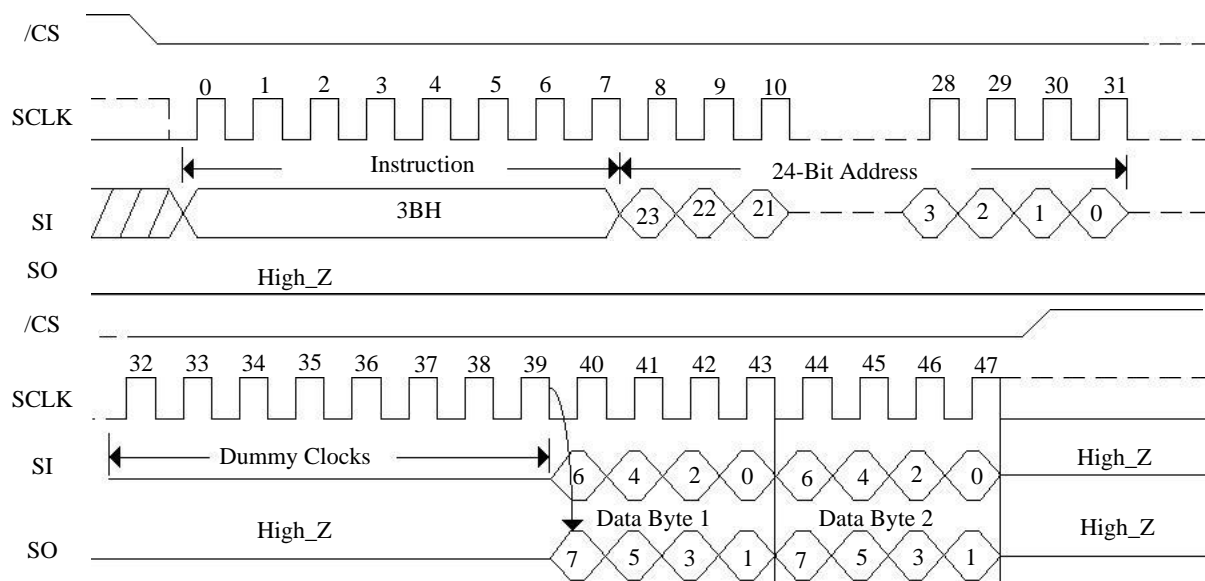 /CS
0 1 2 3 4 5 6 7 8 9 10 28 29 30 31
SCLK
Instruction 24-Bit Address
SI 3BH 23 22 21 3 2 1 0
SO High_Z
/CS
32 33 34 35 36 37 38 39 40 41 42 43 44 45 46 47
SCLK
SI Dummy Clocks 6 4 2 0 6 4 2 0 High_Z
Data Byte 1 Data Byte 2
SO High_Z 7 5 3 1 7 5 3 1 High_Z